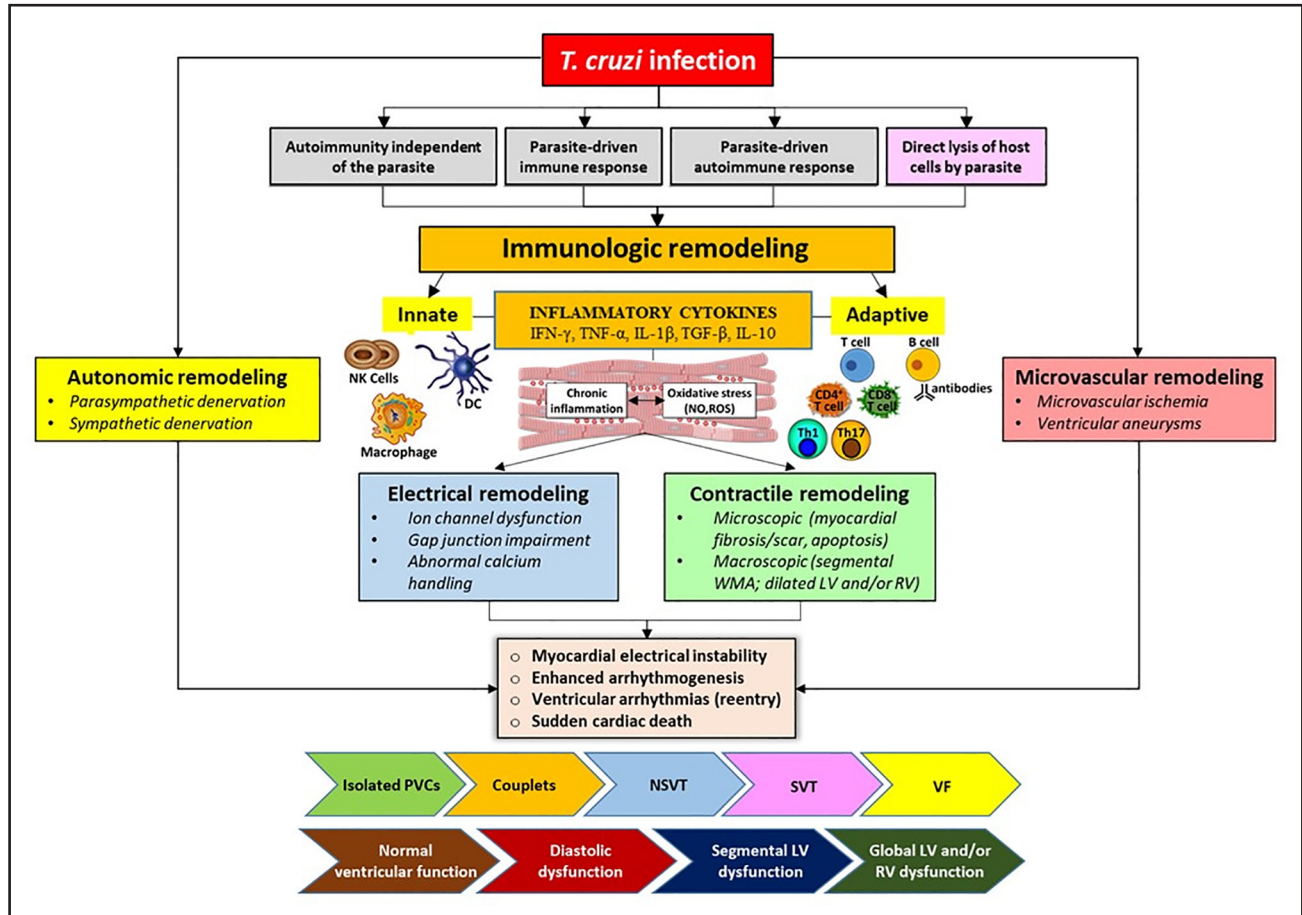 T. cruzi infection
Autoimmunity independent
of the parasite
Parasite-driven
immune response
Parasite-driven
autoimmune response
Direct lysis of host
cells by parasite
Immunologic remodeling
Innate
INFLAMMATORY CYTOKINES
IFN-γ, TNF-α, IL-1β, TGF-β, IL-10
Adaptive
NK Cells
DC
Macrophage
Chronic
inflammation
Oxidative stress
(NO,ROS)
T cell
B cell
antibodies
CD4+
T cell
CD8
T cell
Th1
Th17
Autonomic remodeling
• Parasympathetic denervation
• Sympathetic denervation
Microvascular remodeling
• Microvascular ischemia
• Ventricular aneurysms
Electrical remodeling
• Ion channel dysfunction
• Gap junction impairment
• Abnormal calcium
handling
Contractile remodeling
• Microscopic (myocardial
fibrosis/scar, apoptosis)
• Macroscopic (segmental
WMA; dilated LV and/or RV)
o Myocardial electrical instability
o Enhanced arrhythmogenesis
o Ventricular arrhythmias (reentry)
o Sudden cardiac death
Isolated PVCs
Couplets
NSVT
SVT
VF
Normal
ventricular function
Diastolic
dysfunction
Segmental LV
dysfunction
Global LV and/or
RV dysfunction